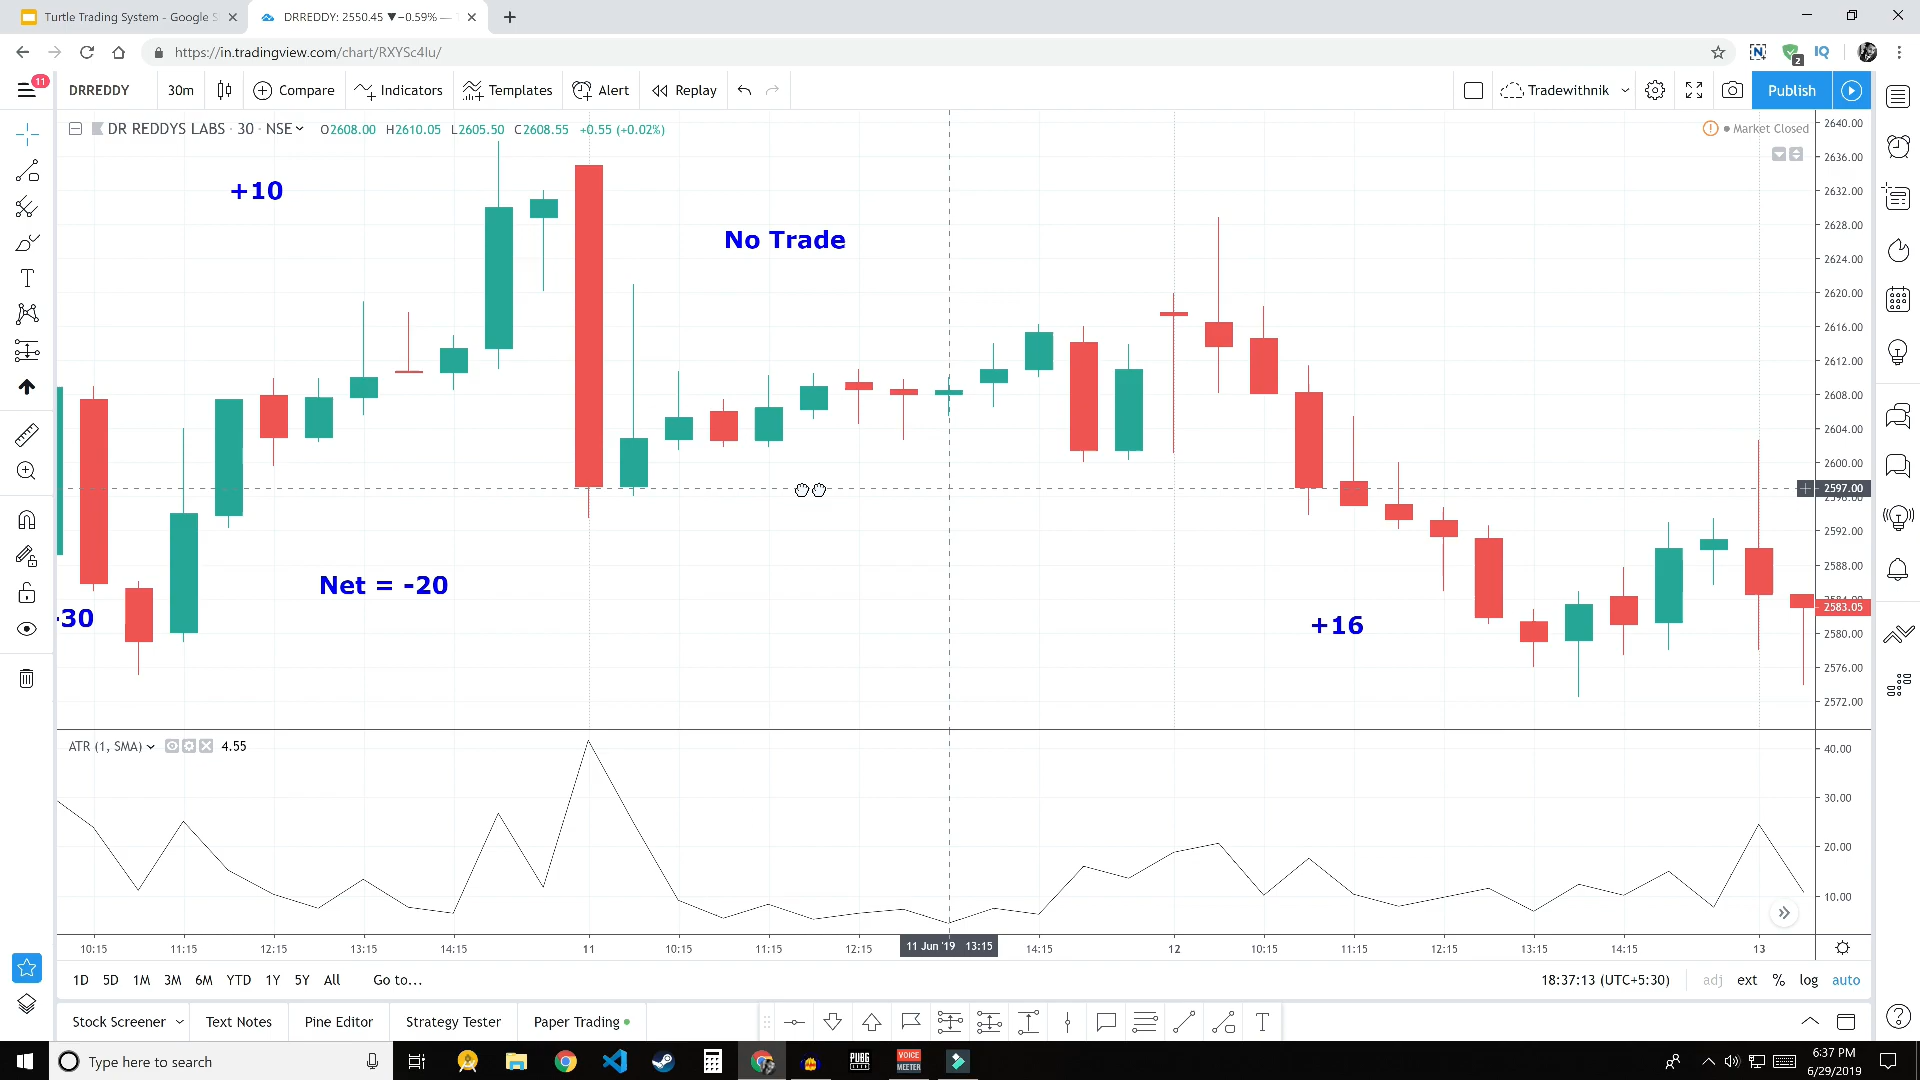 Turtle Trading System - Google S
DRREDDY: 2550.45 ▼−0.59% —
https://in.tradingview.com/chart/RXYSc4lu/
2
11
DRREDDY
30m
Compare
Indicators
Templates
Alert
Replay
Tradewithnik
Publish
DR REDDYS LABS · 30 · NSE
O2608.00 H2610.05 L2605.50 C2608.55 +0.55 (+0.02%)
Market Closed
+10
No Trade
Net = -20
-30
+16
2640.00
2636.00
2632.00
2628.00
2624.00
2620.00
2616.00
2612.00
2608.00
2604.00
2600.00
2597.00
2592.00
2588.00
2583.05
2580.00
2576.00
2572.00
ATR (1, SMA) 4.55
40.00
30.00
20.00
10.00
10:15 11:15 12:15 13:15 14:15 11 10:15 11:15 12:15 11 Jun '19 13:15 14:15 12 10:15 11:15 12:15 13:15 14:15 13
1D 5D 1M 3M 6M YTD 1Y 5Y All Go to...
18:37:13 (UTC+5:30) adj ext % log auto
Stock Screener Text Notes Pine Editor Strategy Tester Paper Trading
Type here to search
PUBG
VOICE
MEETER
6:37 PM
6/29/2019